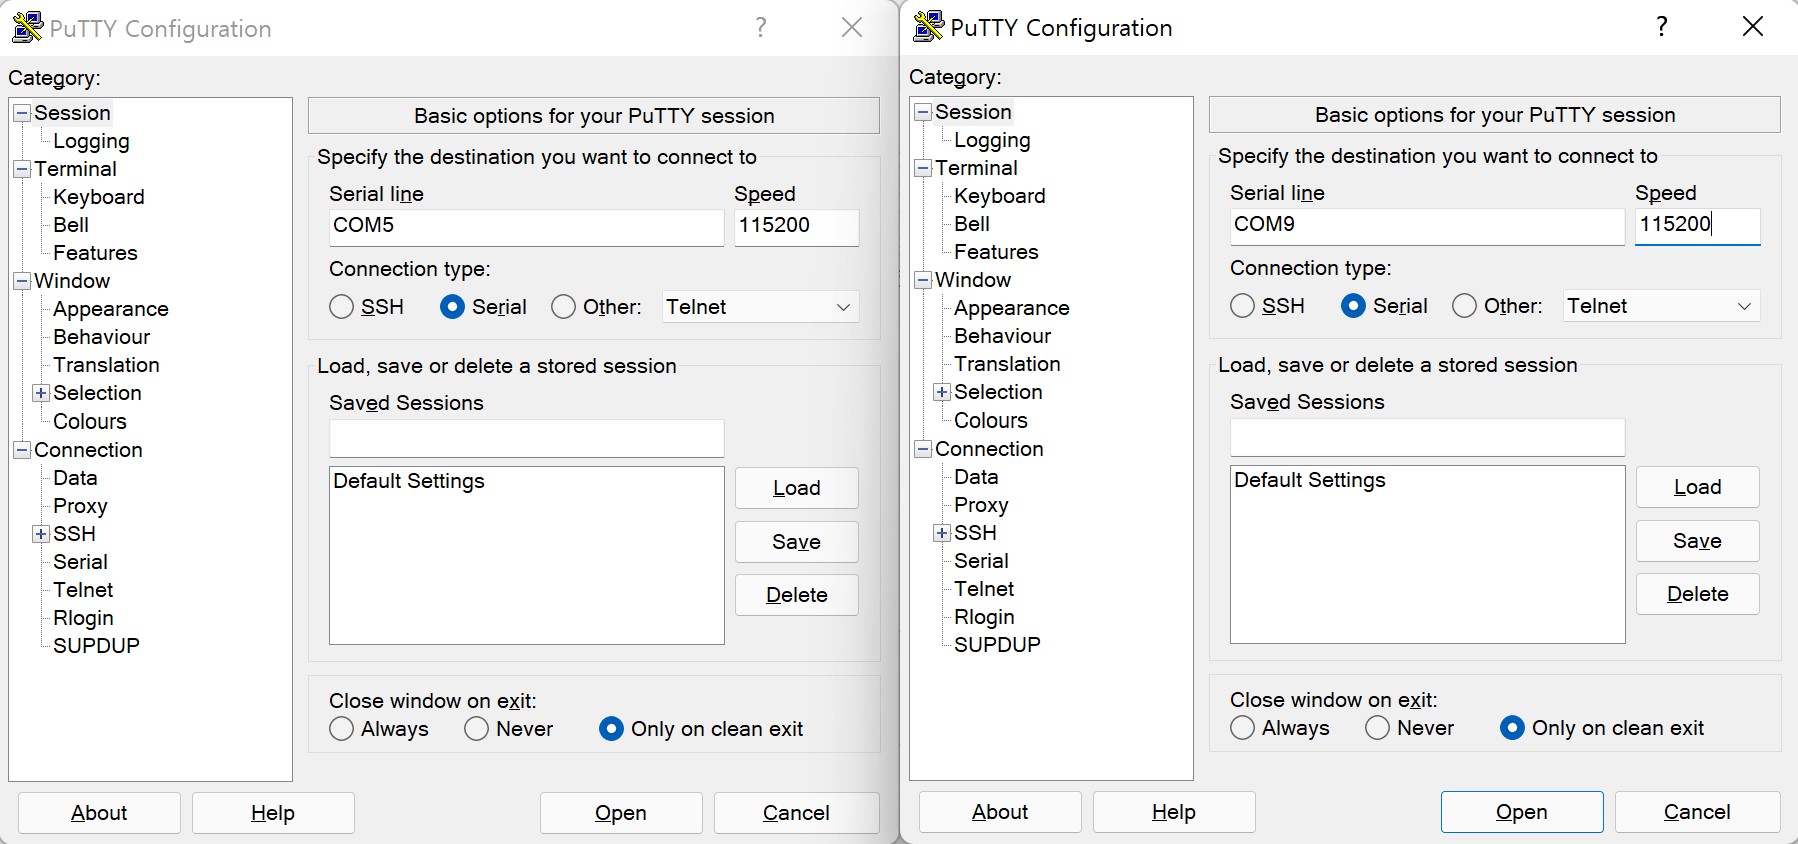 PuTTY Configuration
?
Category:
Session
Logging
Terminal
Keyboard
Bell
Features
Window
Appearance
Behaviour
Translation
Selection
Colours
Connection
Data
Proxy
SSH
Serial
Telnet
Rlogin
SUPDUP
Basic options for your PuTTY session
Specify the destination you want to connect to
Serial line Speed
COM5 115200
Connection type:
SSH Serial Other: Telnet
Load, save or delete a stored session
Saved Sessions
Default Settings
Load
Save
Delete
Close window on exit:
Always Never Only on clean exit
About Help Open Cancel
PuTTY Configuration
?
Category:
Session
Logging
Terminal
Keyboard
Bell
Features
Window
Appearance
Behaviour
Translation
Selection
Colours
Connection
Data
Proxy
SSH
Serial
Telnet
Rlogin
SUPDUP
Basic options for your PuTTY session
Specify the destination you want to connect to
Serial line Speed
COM9 115200
Connection type:
SSH Serial Other: Telnet
Load, save or delete a stored session
Saved Sessions
Default Settings
Load
Save
Delete
Close window on exit:
Always Never Only on clean exit
About Help Open Cancel